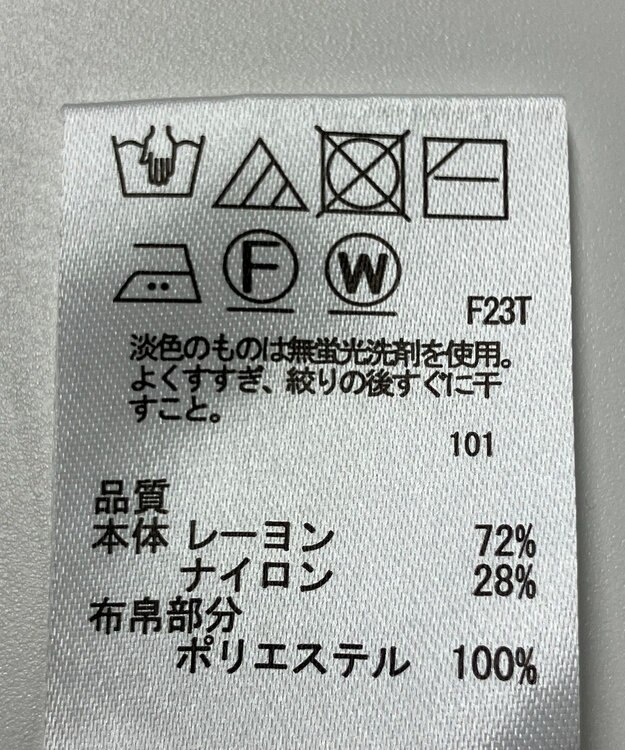 F W
F23T
淡色のものは無蛍光洗剤を使用。
よくすすぎ、絞りの後すぐに干
すこと。
101
品質
本体 レーヨン 72%
ナイロン 28%
布帛部分
ポリエステル 100%